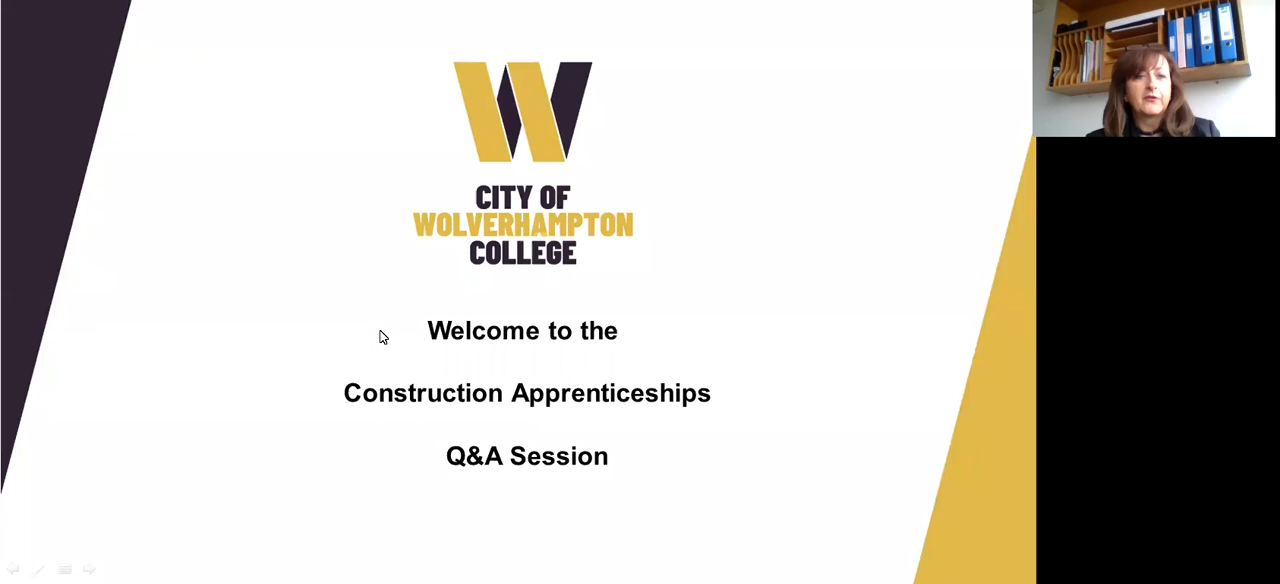 CITY OF
WOLVERHAMPTON
COLLEGE
Welcome to the
Construction Apprenticeships
Q&A Session